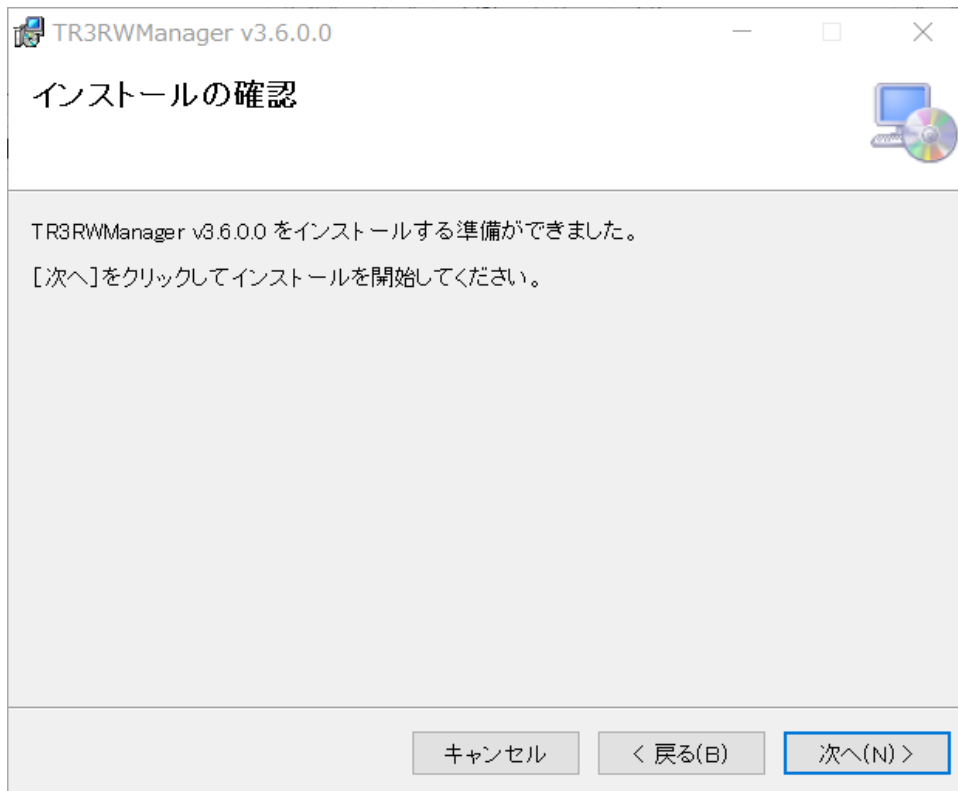 TR3RWManager v3.6.0.0
インストールの確認
TR3RWManager v3.6.0.0 をインストールする準備ができました。
[次へ]をクリックしてインストールを開始してください。
キャンセル
< 戻る(B)
次へ(N) >